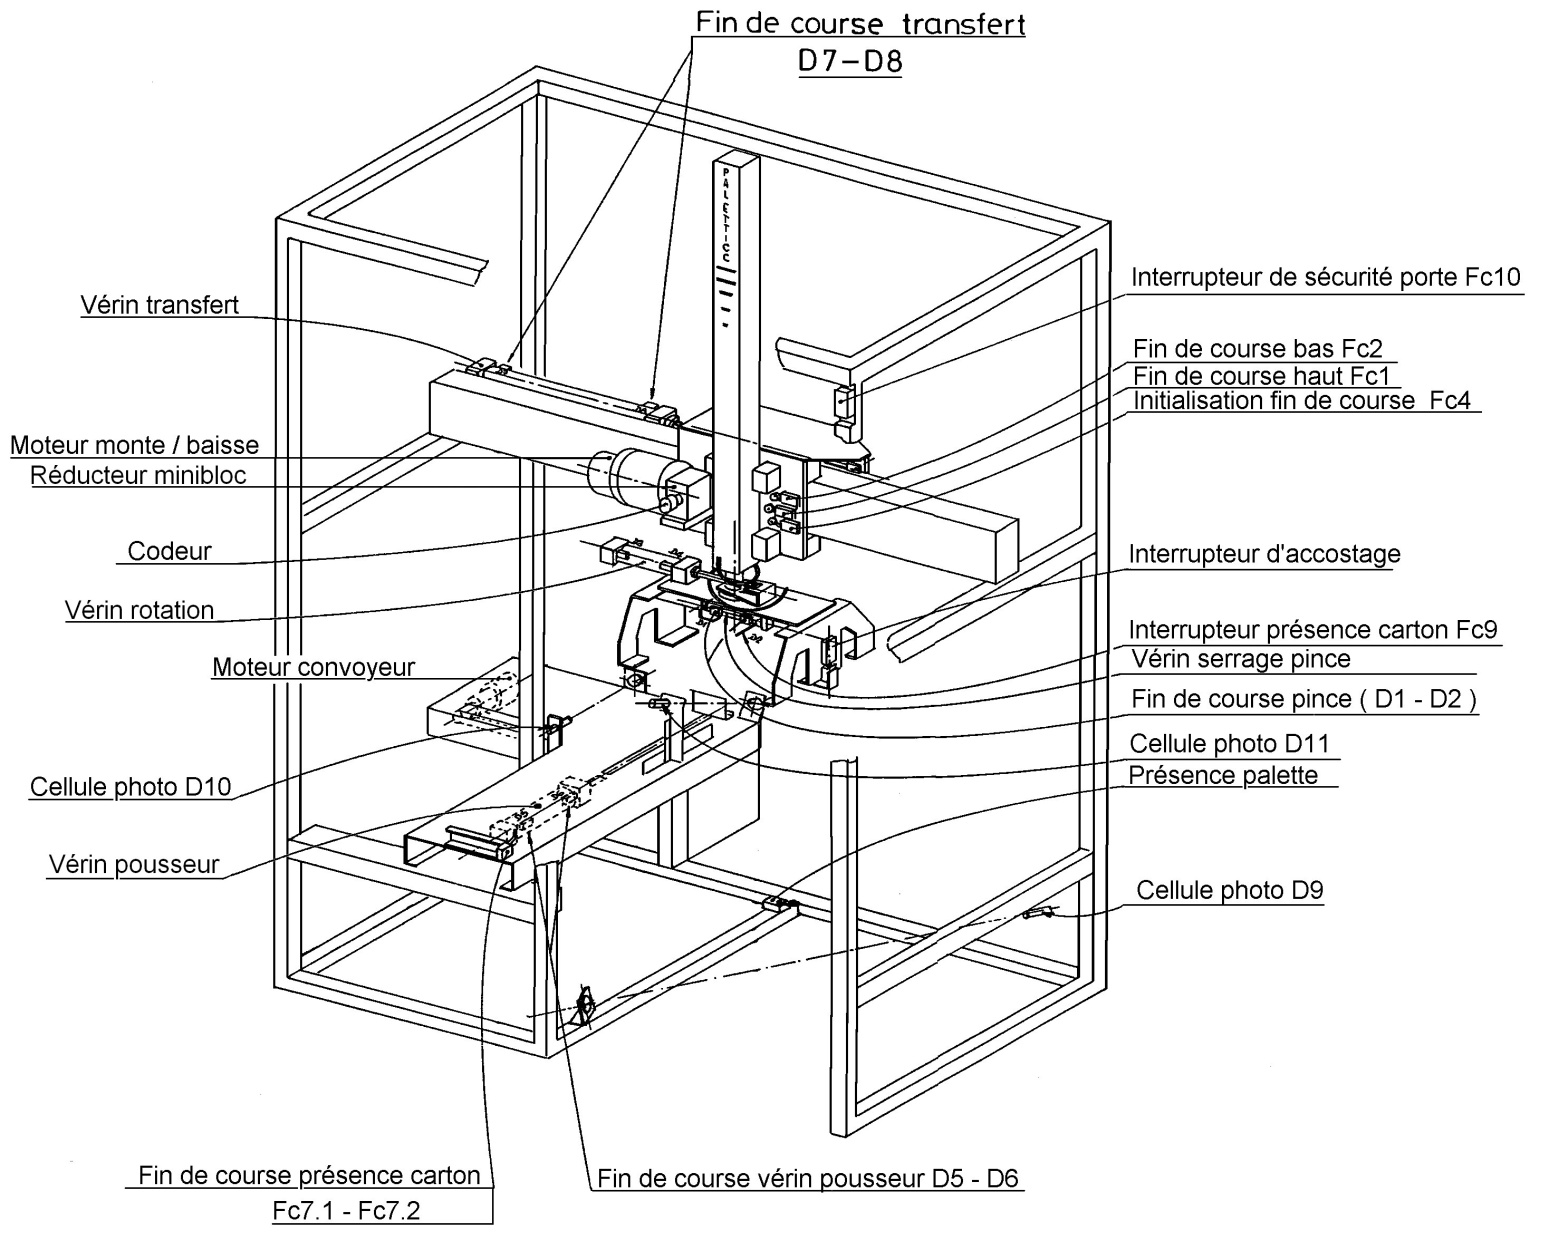 Fin de course transfert
D7-D8
Interrupteur de sécurité porte Fc10
Vérin transfert
Fin de course bas Fc2
Fin de course haut Fc1
Initialisation fin de course Fc4
Moteur monte / baisse
Réducteur minibloc
Codeur
Interrupteur d'accostage
Vérin rotation
Interrupteur présence carton Fc9
Moteur convoyeur
Vérin serrage pince
Fin de course pince ( D1 - D2 )
Cellule photo D11
Cellule photo D10
Présence palette
Vérin pousseur
Cellule photo D9
Fin de course présence carton
Fc7.1 - Fc7.2
Fin de course vérin pousseur D5 - D6
PALETTICC